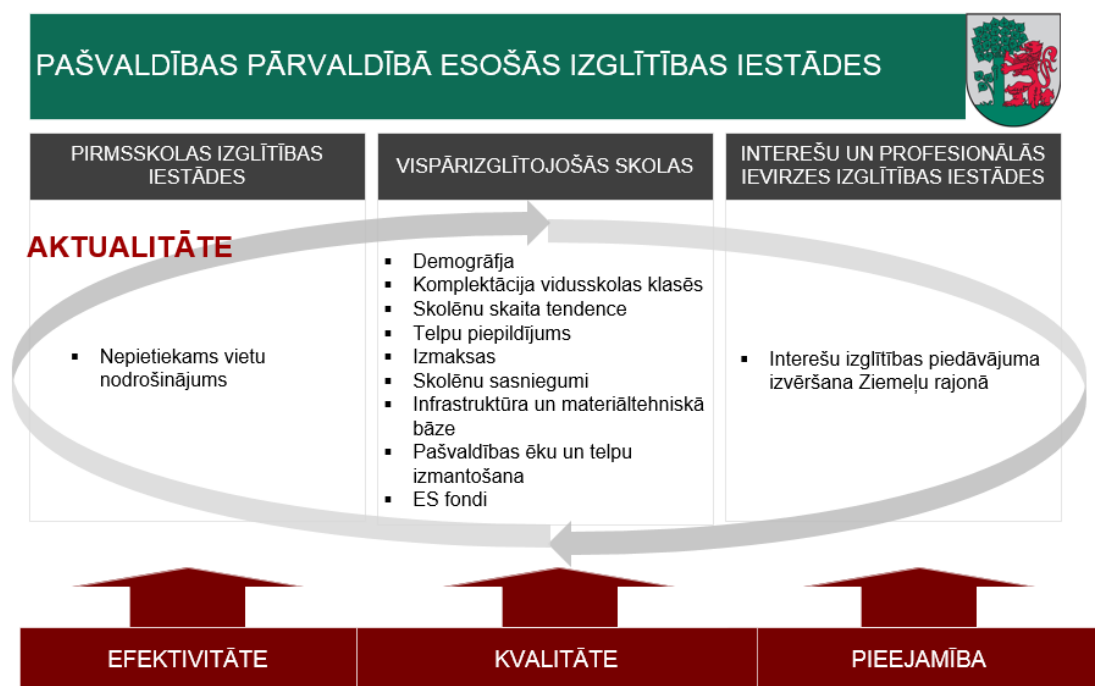 PAŠVALDĪBAS PĀRVALDĪBĀ ESOŠĀS IZGLĪTĪBAS IESTĀDES
PIRMSSKOLAS IZGLĪTĪBAS
IESTĀDES
VISPĀRIZGLĪTOJOŠĀS SKOLAS
INTEREŠU UN PROFESIONĀLĀS
IEVIRZES IZGLĪTĪBAS IESTĀDES
AKTUALITĀTE
▪ Nepietiekams vietu
nodrošinājums
▪ Demogrāfja
▪ Komplektācija vidusskolas klasēs
▪ Skolēnu skaita tendence
▪ Telpu piepildījums
▪ Izmaksas
▪ Skolēnu sasniegumi
▪ Infrastruktūra un materiāltehniskā
bāze
▪ Pašvaldības ēku un telpu
izmantošana
▪ ES fondi
▪ Interešu izglītības piedāvājuma
izvēršana Ziemeļu rajonā
EFEKTIVITĀTE
KVALITĀTE
PIEEJAMĪBA